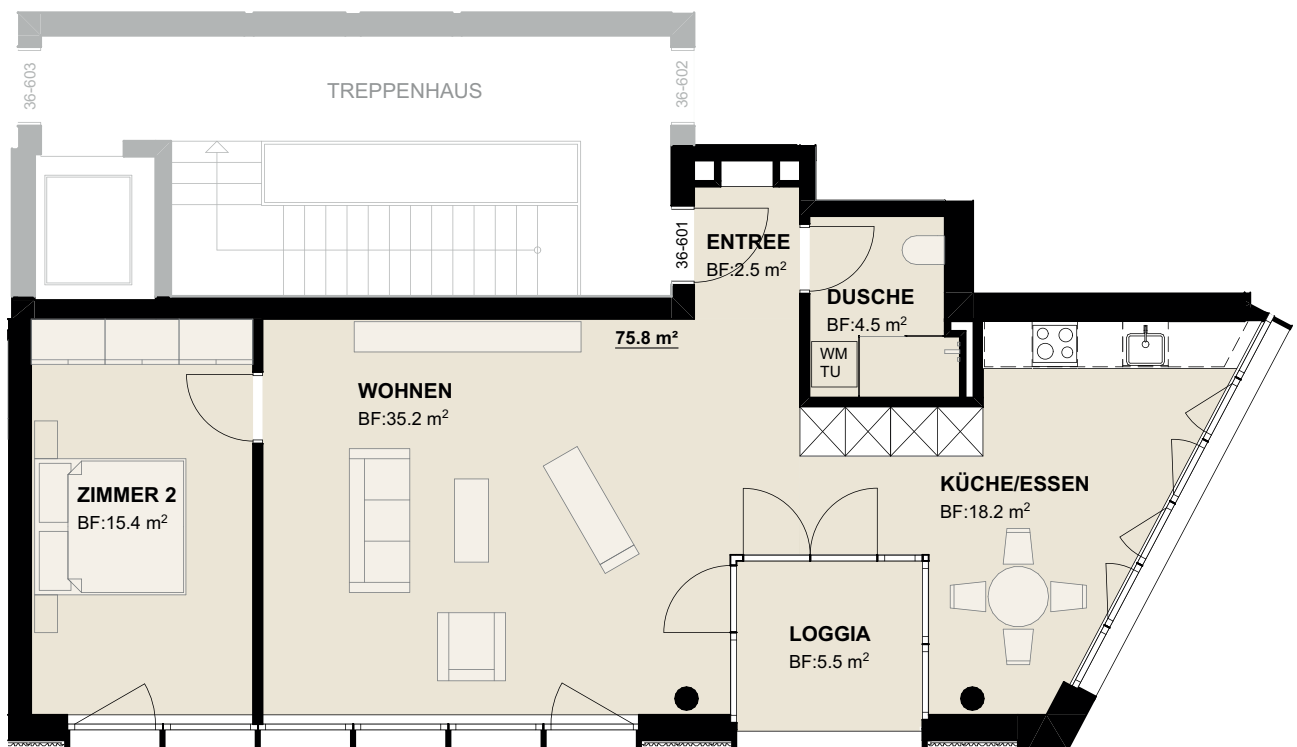 TREPPENHAUS
36-603
36-602
36-601
ENTREE
BF:2.5 m²
DUSCHE
BF:4.5 m²
WM
TU
75.8 m²
WOHNEN
BF:35.2 m²
ZIMMER 2
BF:15.4 m²
KÜCHE/ESSEN
BF:18.2 m²
LOGGIA
BF:5.5 m²